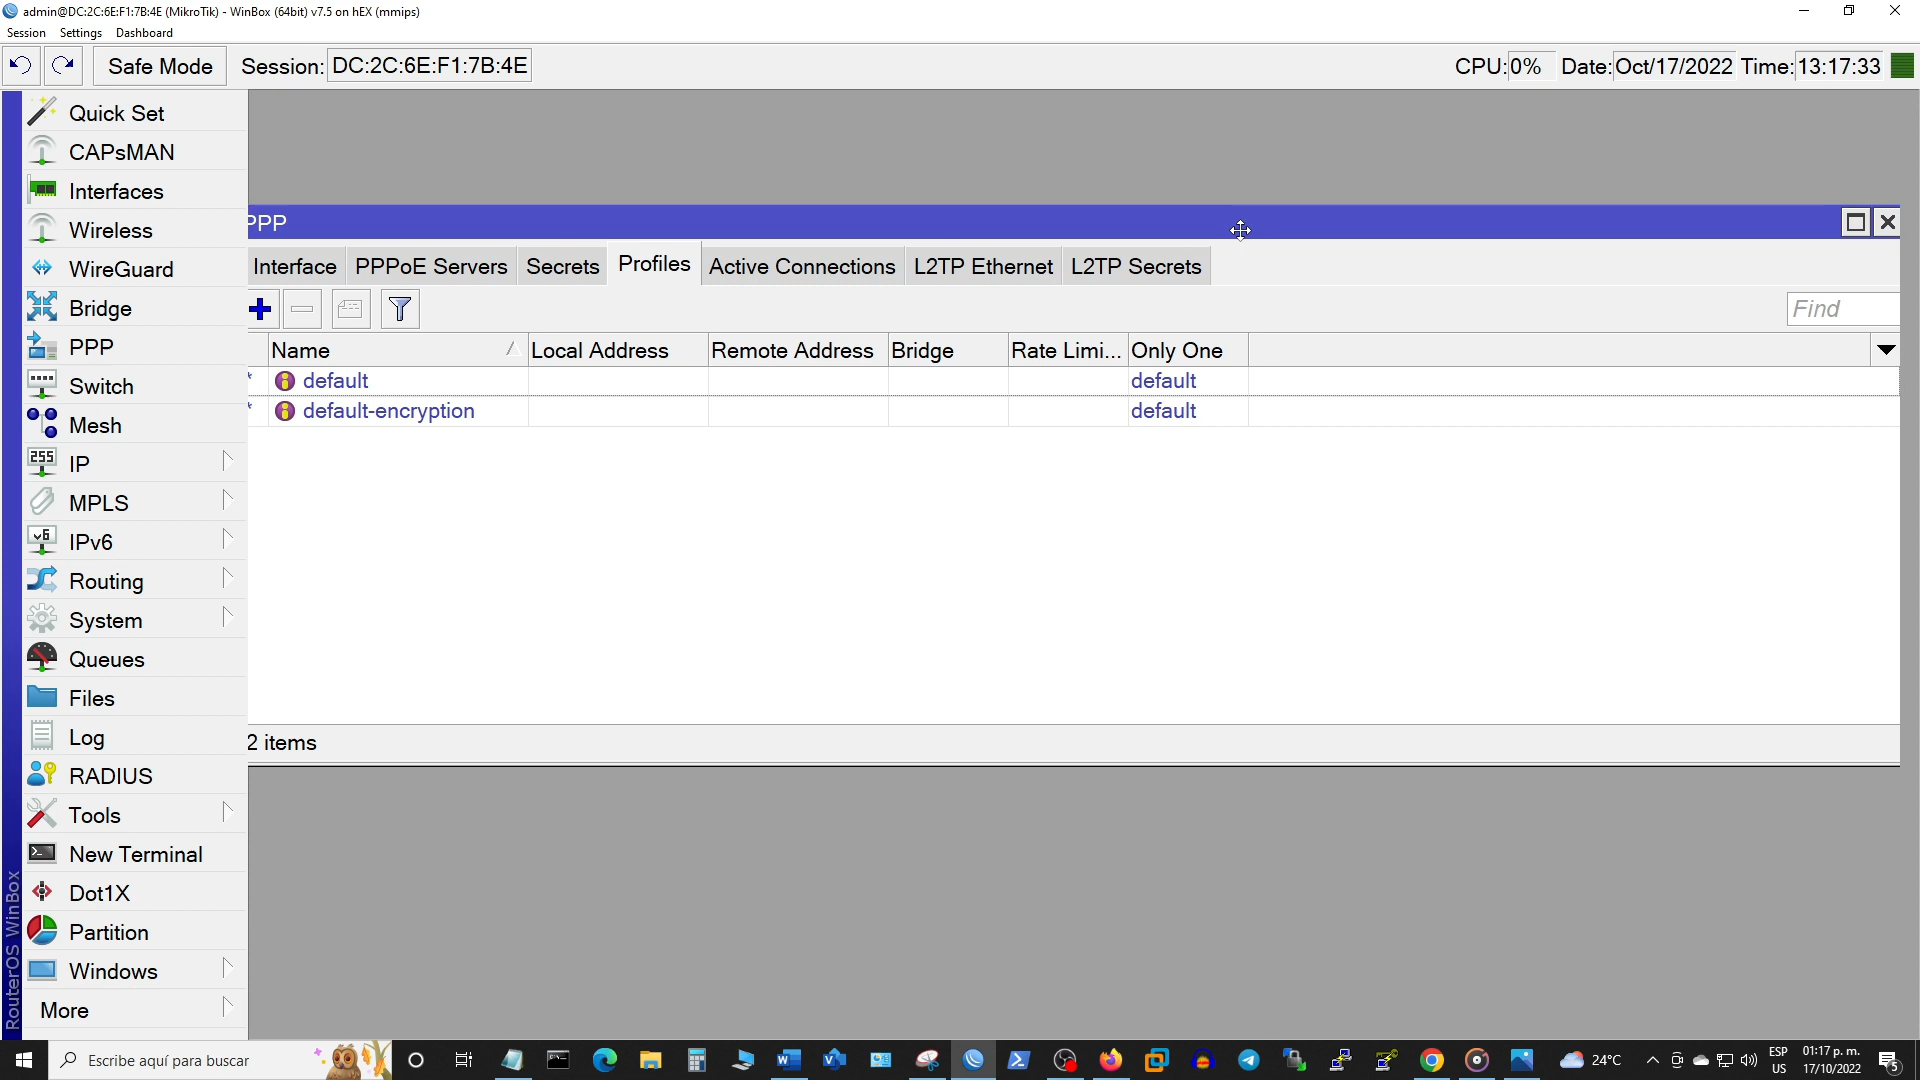 admin@DC:2C:6E:F1:7B:4E (MikroTik) - WinBox (64bit) v7.5 on hEX (mmips)
Session Settings Dashboard
Safe Mode Session: DC:2C:6E:F1:7B:4E CPU: 0% Date: Oct/17/2022 Time: 13:17:33
Quick Set
CAPsMAN
Interfaces
Wireless
WireGuard
Bridge
PPP
Switch
Mesh
IP
MPLS
IPv6
Routing
System
Queues
Files
Log
RADIUS
Tools
New Terminal
Dot1X
Partition
Windows
More
RouterOS WinBox
PPP
Interface PPPoE Servers Secrets Profiles Active Connections L2TP Ethernet L2TP Secrets
Find
Name Local Address Remote Address Bridge Rate Limi... Only One
* default default
* default-encryption default
2 items
Escribe aquí para buscar
24°C
ESP
US
01:17 p. m.
17/10/2022
5